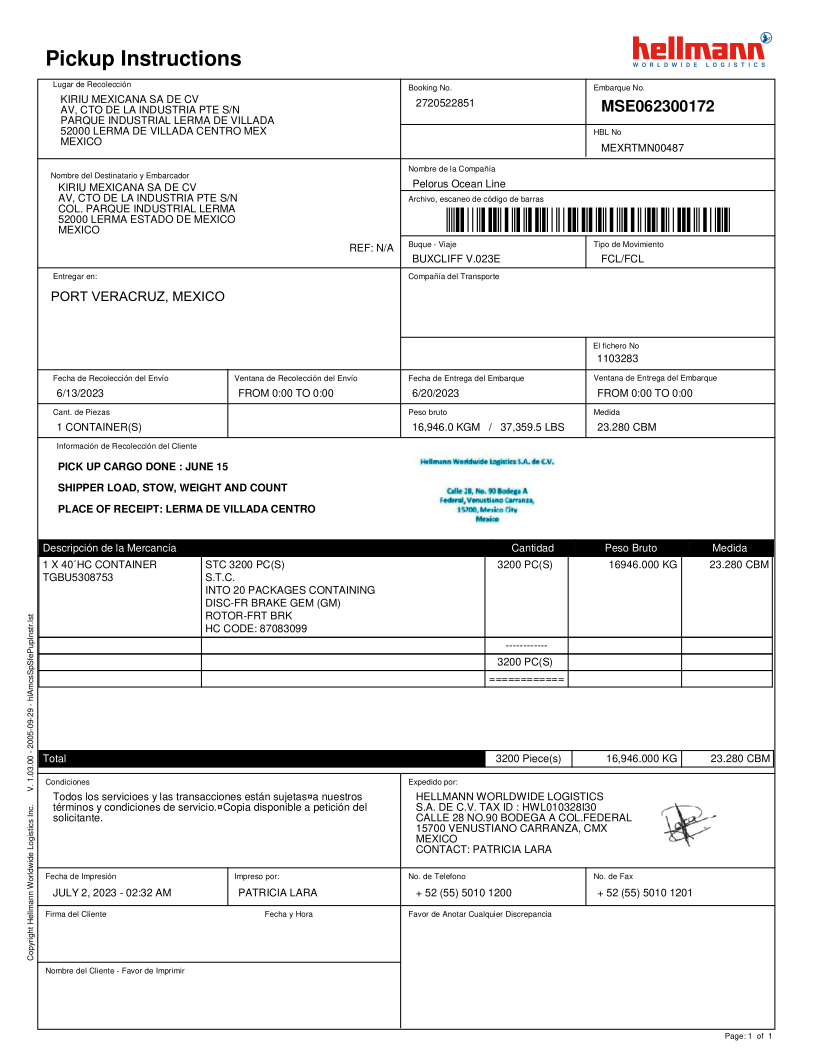 Pickup Instructions
hellmann
WORLDWIDE LOGISTICS
Lugar de Recolección
KIRIU MEXICANA SA DE CV
AV, CTO DE LA INDUSTRIA PTE S/N
PARQUE INDUSTRIAL LERMA DE VILLADA
52000 LERMA DE VILLADA CENTRO MEX
MEXICO
Booking No.
2720522851
Embarque No.
MSE062300172
HBL No
MEXRTMN00487
Nombre del Destinatario y Embarcador
KIRIU MEXICANA SA DE CV
AV, CTO DE LA INDUSTRIA PTE S/N
COL. PARQUE INDUSTRIAL LERMA
52000 LERMA ESTADO DE MEXICO
MEXICO
REF: N/A
Nombre de la Compañía
Pelorus Ocean Line
Archivo, escaneo de código de barras
Buque - Viaje
BUXCLIFF V.023E
Tipo de Movimiento
FCL/FCL
Entregar en:
PORT VERACRUZ, MEXICO
Compañía del Transporte
El fichero No
1103283
Fecha de Recolección del Envío
6/13/2023
Ventana de Recolección del Envío
FROM 0:00 TO 0:00
Fecha de Entrega del Embarque
6/20/2023
Ventana de Entrega del Embarque
FROM 0:00 TO 0:00
Cant. de Piezas
1 CONTAINER(S)
Peso bruto
16,946.0 KGM / 37,359.5 LBS
Medida
23.280 CBM
Información de Recolección del Cliente
PICK UP CARGO DONE : JUNE 15
SHIPPER LOAD, STOW, WEIGHT AND COUNT
PLACE OF RECEIPT: LERMA DE VILLADA CENTRO
Hellmann Worldwide Logistics S.A. de C.V.
Calle 28, No. 90 Bodega A
Federal, Venustiano Carranza,
15700, Mexico City
Mexico
Descripción de la Mercancía Cantidad Peso Bruto Medida
1 X 40´HC CONTAINER STC 3200 PC(S) 3200 PC(S) 16946.000 KG 23.280 CBM
TGBU5308753 S.T.C.
INTO 20 PACKAGES CONTAINING
DISC-FR BRAKE GEM (GM)
ROTOR-FRT BRK
HC CODE: 87083099
------------
3200 PC(S)
============
Total 3200 Piece(s) 16,946.000 KG 23.280 CBM
Condiciones
Todos los servicioes y las transacciones están sujetas¤a nuestros
términos y condiciones de servicio.¤Copia disponible a petición del
solicitante.
Expedido por:
HELLMANN WORLDWIDE LOGISTICS
S.A. DE C.V. TAX ID : HWL010328I30
CALLE 28 NO.90 BODEGA A COL.FEDERAL
15700 VENUSTIANO CARRANZA, CMX
MEXICO
CONTACT: PATRICIA LARA
Fecha de Impresión
JULY 2, 2023 - 02:32 AM
Impreso por:
PATRICIA LARA
No. de Telefono
+ 52 (55) 5010 1200
No. de Fax
+ 52 (55) 5010 1201
Firma del Cliente
Fecha y Hora
Favor de Anotar Cualquier Discrepancia
Nombre del Cliente - Favor de Imprimir
Copyright Hellmann Worldwide Logistics Inc. V. 1.03.00 - 2005-09-29 - hlAmcsSpSfePupInstr.lst
Page: 1 of 1